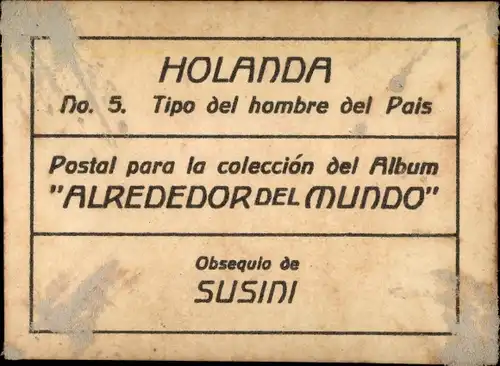 HOLANDA
No. 5. Tipo del hombre del Pais
Postal para la colección del Album
"ALREDEDOR DEL MUNDO"
Obsequio de
SUSINI